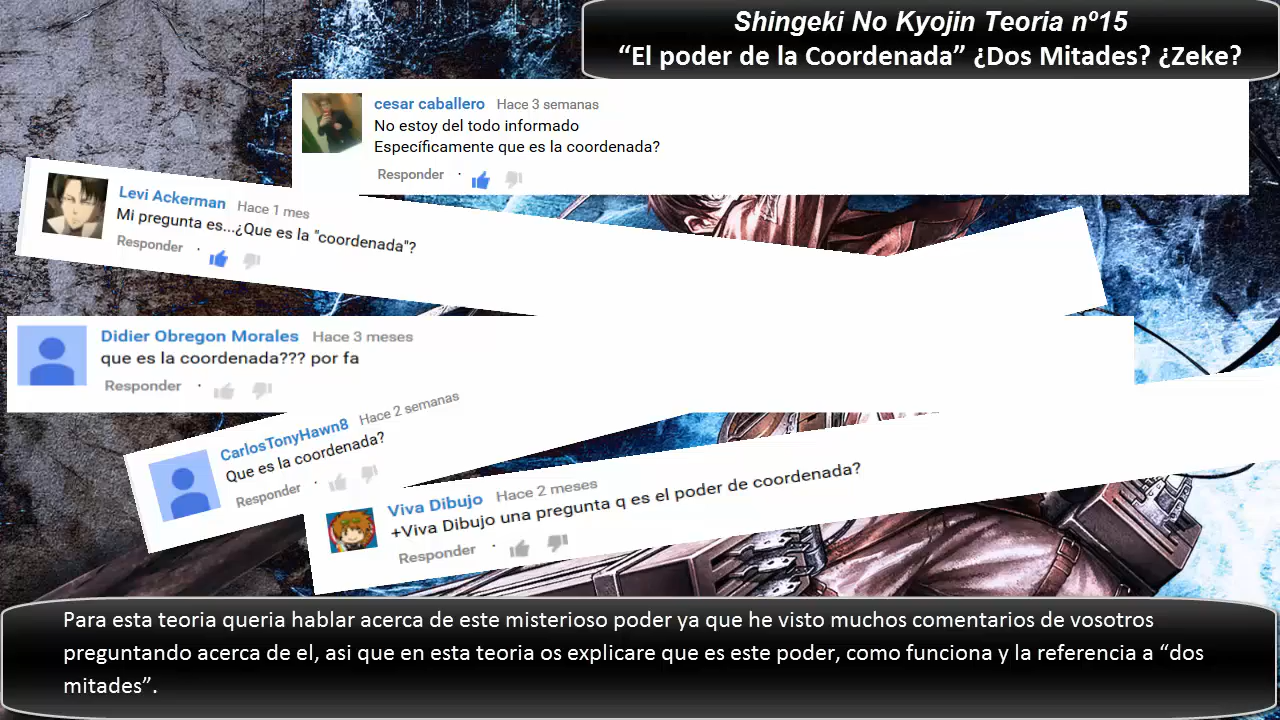 Shingeki No Kyojin Teoria nº15
“El poder de la Coordenada” ¿Dos Mitades? ¿Zeke?
cesar caballero Hace 3 semanas
No estoy del todo informado
Específicamente que es la coordenada?
Responder ·
Levi Ackerman Hace 1 mes
Mi pregunta es...¿Que es la "coordenada"?
Responder ·
Didier Obregon Morales Hace 3 meses
que es la coordenada??? por fa
Responder ·
CarlosTonyHawn8 Hace 2 semanas
Que es la coordenada?
Responder ·
Viva Dibujo Hace 2 meses
+Viva Dibujo una pregunta q es el poder de coordenada?
Responder ·
Para esta teoria queria hablar acerca de este misterioso poder ya que he visto muchos comentarios de vosotros
preguntando acerca de el, asi que en esta teoria os explicare que es este poder, como funciona y la referencia a “dos
mitades”.